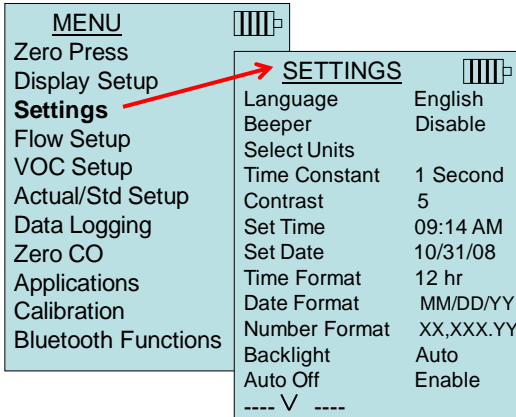 MENU
Zero Press
Display Setup
Settings
Flow Setup
VOC Setup
Actual/Std Setup
Data Logging
Zero CO
Applications
Calibration
Bluetooth Functions
SETTINGS
Language English
Beeper Disable
Select Units
Time Constant 1 Second
Contrast 5
Set Time 09:14 AM
Set Date 10/31/08
Time Format 12 hr
Date Format MM/DD/YY
Number Format XX,XXX.YY
Backlight Auto
Auto Off Enable
---- V ----